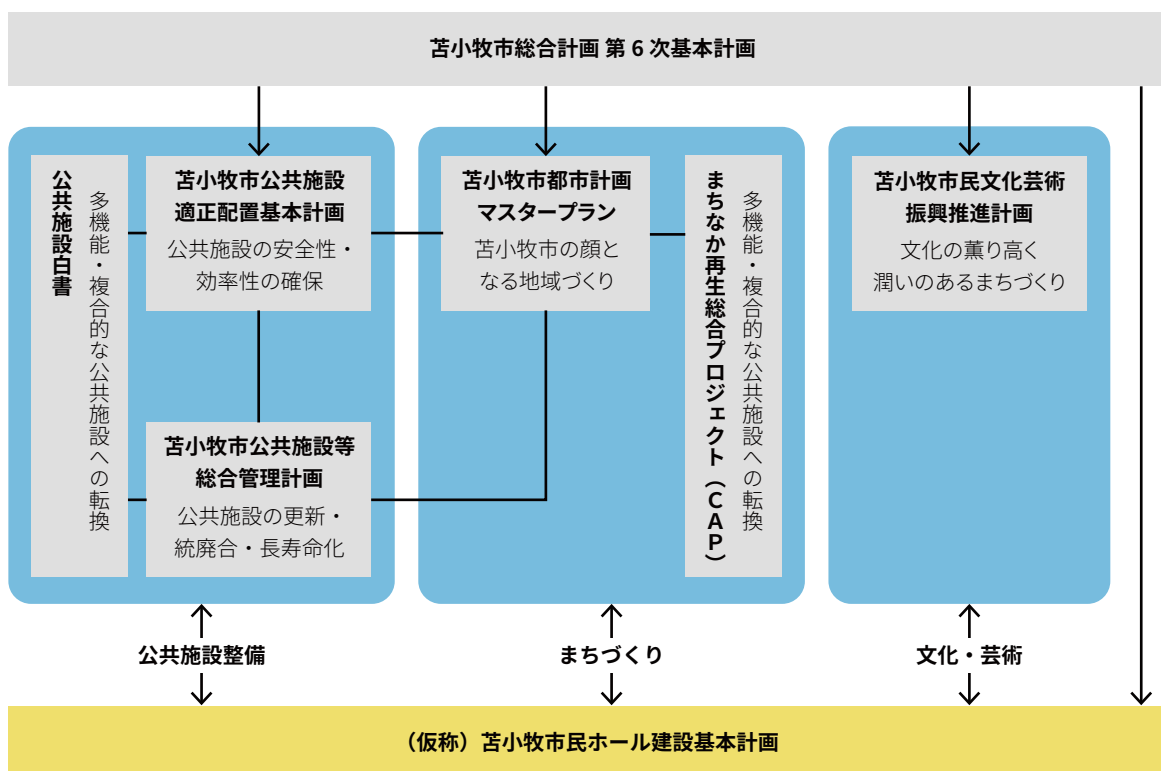 苫小牧市総合計画 第6次基本計画
公共施設白書
多機能・複合的な公共施設への転換
苫小牧市公共施設
適正配置基本計画
公共施設の安全性・
効率性の確保
苫小牧市公共施設等
総合管理計画
公共施設の更新・
統廃合・長寿命化
苫小牧市都市計画
マスタープラン
苫小牧市の顔と
なる地域づくり
まちなか再生総合プロジェクト(CAP)
多機能・複合的な公共施設への転換
苫小牧市民文化芸術
振興推進計画
文化の薫り高く
潤いのあるまちづくり
公共施設整備
まちづくり
文化・芸術
(仮称)苫小牧市民ホール建設基本計画